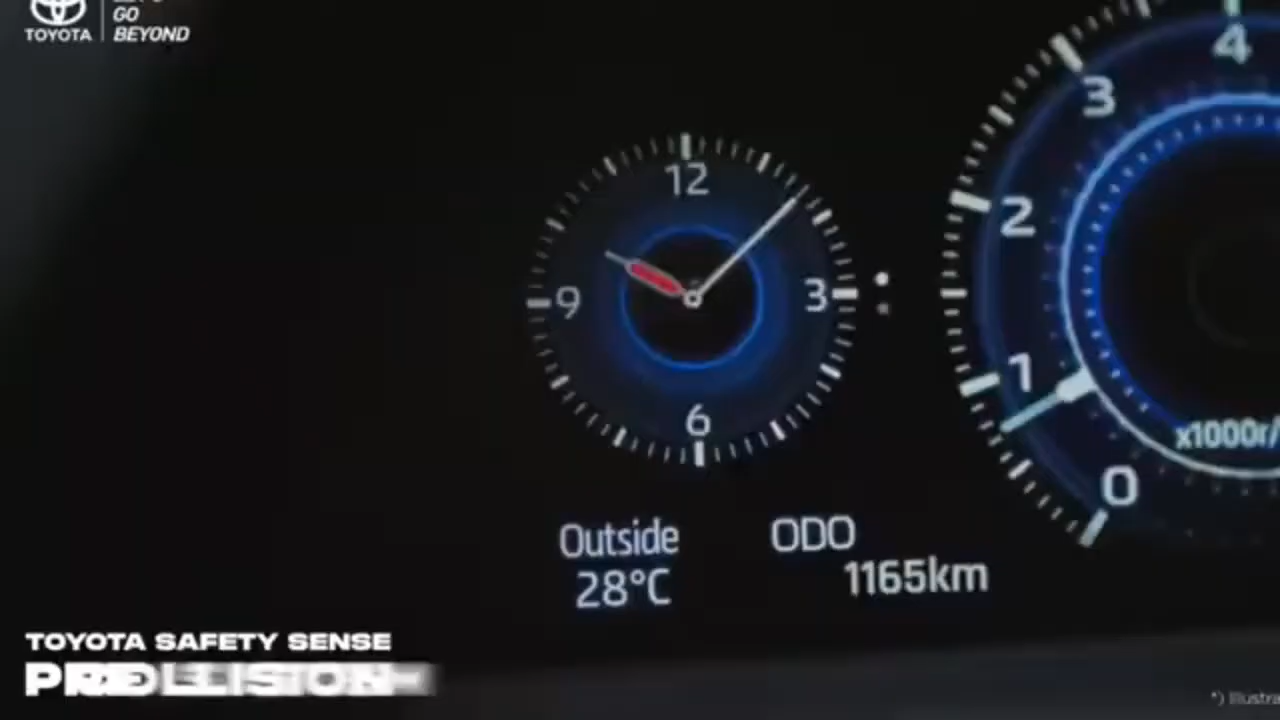 TOYOTA
GO
BEYOND
4
3
2
1
0
x1000r/
12
9
3
6
Outside
28°C
ODO
1165km
TOYOTA SAFETY SENSE